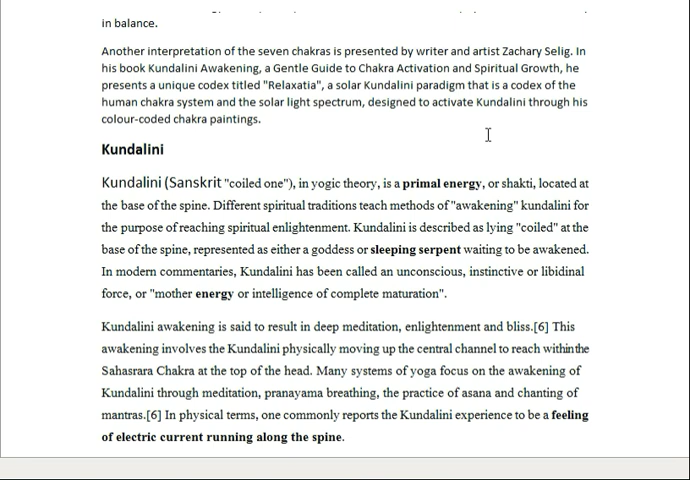 in balance.
Another interpretation of the seven chakras is presented by writer and artist Zachary Selig. In
his book Kundalini Awakening, a Gentle Guide to Chakra Activation and Spiritual Growth, he
presents a unique codex titled "Relaxatia", a solar Kundalini paradigm that is a codex of the
human chakra system and the solar light spectrum, designed to activate Kundalini through his
colour-coded chakra paintings.
Kundalini
Kundalini (Sanskrit "coiled one"), in yogic theory, is a primal energy, or shakti, located at
the base of the spine. Different spiritual traditions teach methods of "awakening" kundalini for
the purpose of reaching spiritual enlightenment. Kundalini is described as lying "coiled" at the
base of the spine, represented as either a goddess or sleeping serpent waiting to be awakened.
In modern commentaries, Kundalini has been called an unconscious, instinctive or libidinal
force, or "mother energy or intelligence of complete maturation".
Kundalini awakening is said to result in deep meditation, enlightenment and bliss.[6] This
awakening involves the Kundalini physically moving up the central channel to reach within the
Sahasrara Chakra at the top of the head. Many systems of yoga focus on the awakening of
Kundalini through meditation, pranayama breathing, the practice of asana and chanting of
mantras.[6] In physical terms, one commonly reports the Kundalini experience to be a feeling
of electric current running along the spine.